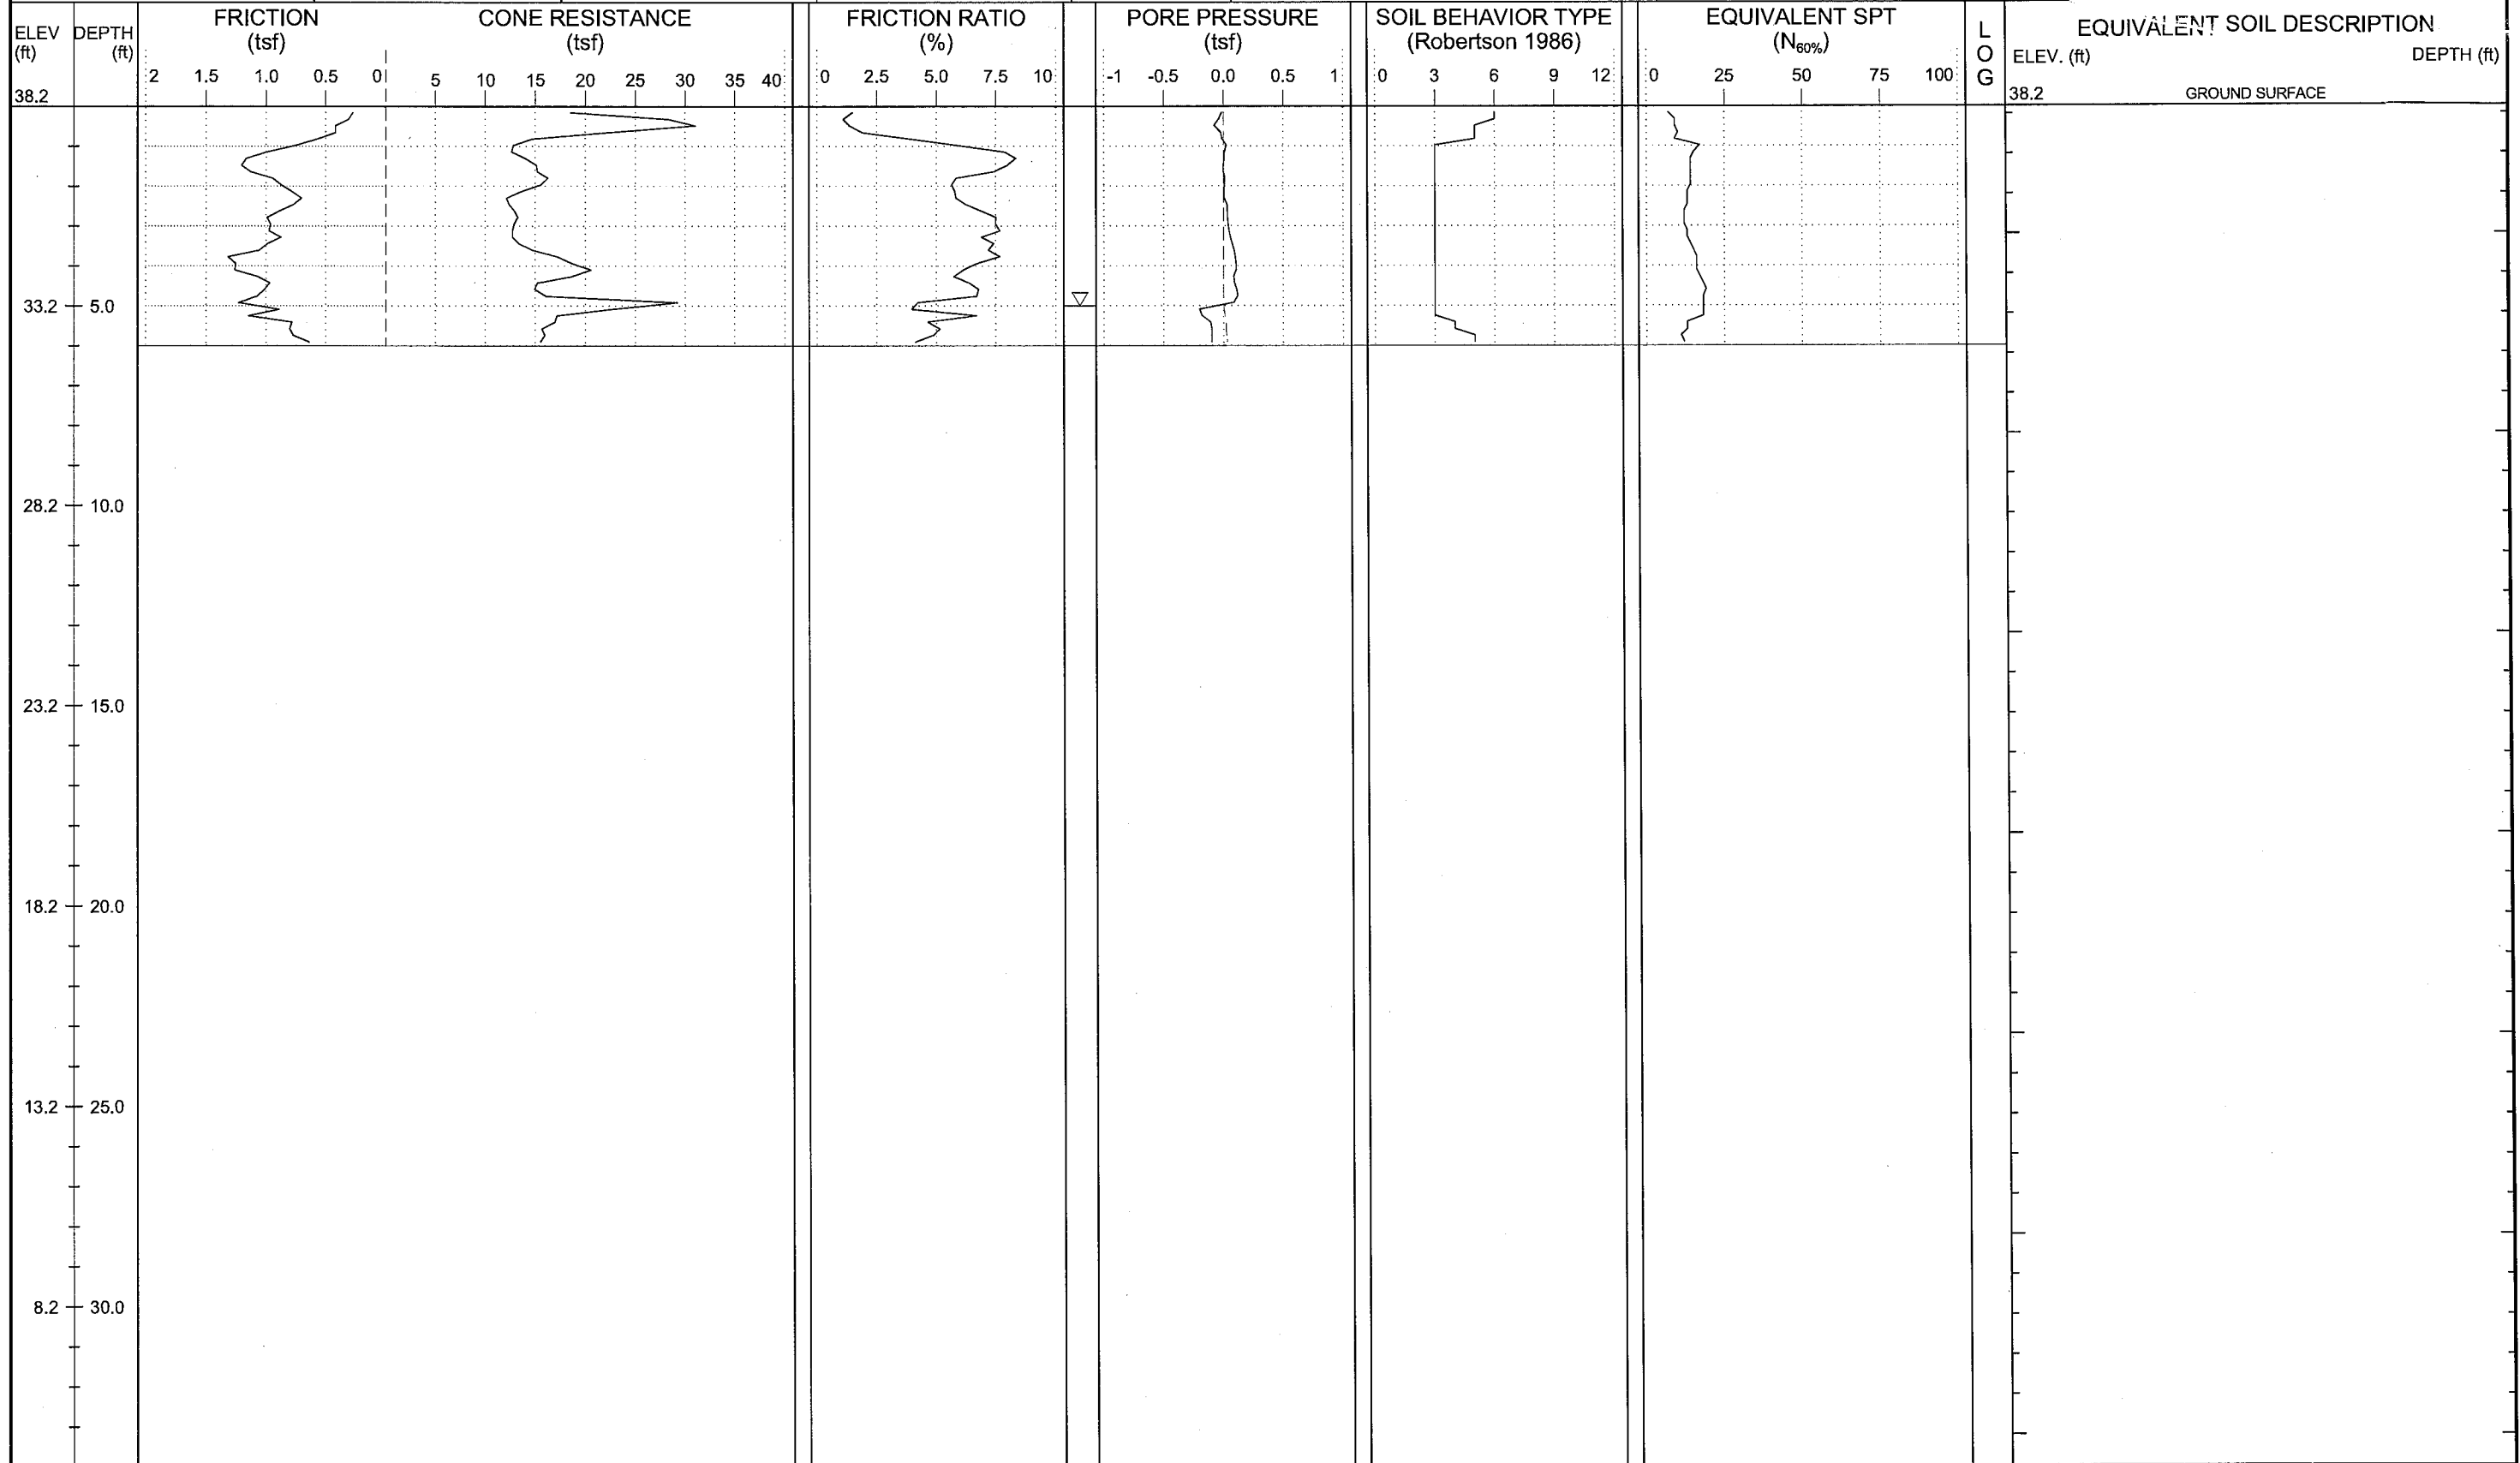 ELEV
(ft)
DEPTH
(ft)
FRICTION
(tsf)
CONE RESISTANCE
(tsf)
FRICTION RATIO
(%)
PORE PRESSURE
(tsf)
SOIL BEHAVIOR TYPE
(Robertson 1986)
EQUIVALENT SPT
(N60%)
L
O
G
EQUIVALENT SOIL DESCRIPTION
ELEV. (ft) DEPTH (ft)
2 1.5 1.0 0.5 0 5 10 15 20 25 30 35 40
0 2.5 5.0 7.5 10
-1 -0.5 0.0 0.5 1
0 3 6 9 12
0 25 50 75 100
38.2
38.2 GROUND SURFACE
33.2 5.0
28.2 10.0
23.2 15.0
18.2 20.0
13.2 25.0
8.2 30.0